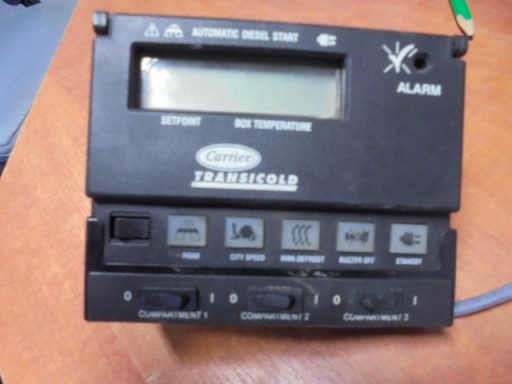 AUTOMATIC DIESEL START
ALARM
SETPOINT BOX TEMPERATURE
Carrier
TRANSICOLD
ROAD CITY SPEED MAN-DEFROST BUZZER OFF STANDBY
0 I 0 I 0 I
COMPARTMENT 1 COMPARTMENT 2 COMPARTMENT 3